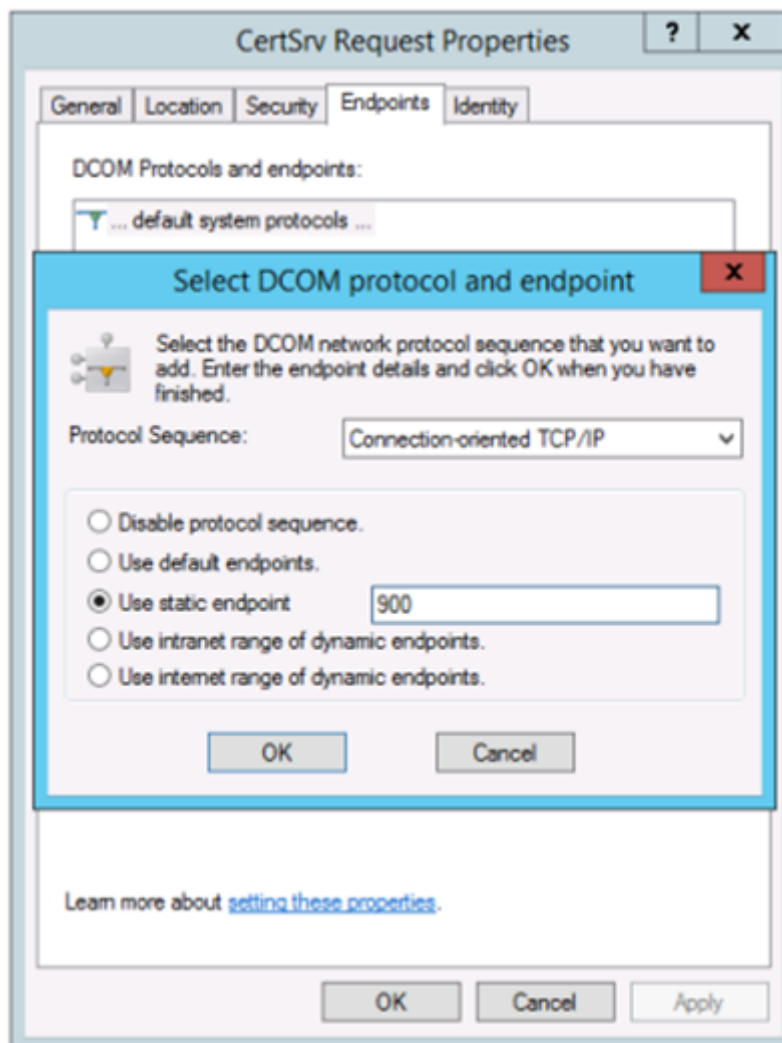 CertSrv Request Properties
? x
General Location Security Endpoints Identity
DCOM Protocols and endpoints:
... default system protocols ...
Select DCOM protocol and endpoint
x
Select the DCOM network protocol sequence that you want to
add. Enter the endpoint details and click OK when you have
finished.
Protocol Sequence: Connection-oriented TCP/IP
Disable protocol sequence.
Use default endpoints.
Use static endpoint 900
Use intranet range of dynamic endpoints.
Use internet range of dynamic endpoints.
OK Cancel
Learn more about setting these properties.
OK Cancel Apply